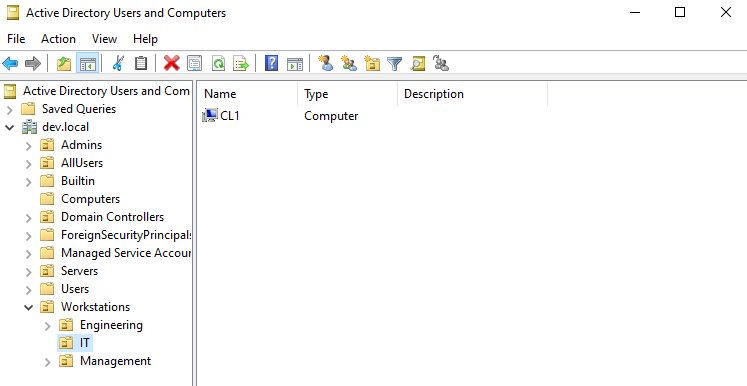 Active Directory Users and Computers
File Action View Help
Active Directory Users and Com
Saved Queries
dev.local
Admins
AllUsers
Builtin
Computers
Domain Controllers
ForeignSecurityPrincipals
Managed Service Accour
Servers
Users
Workstations
Engineering
IT
Management
Name Type Description
CL1 Computer